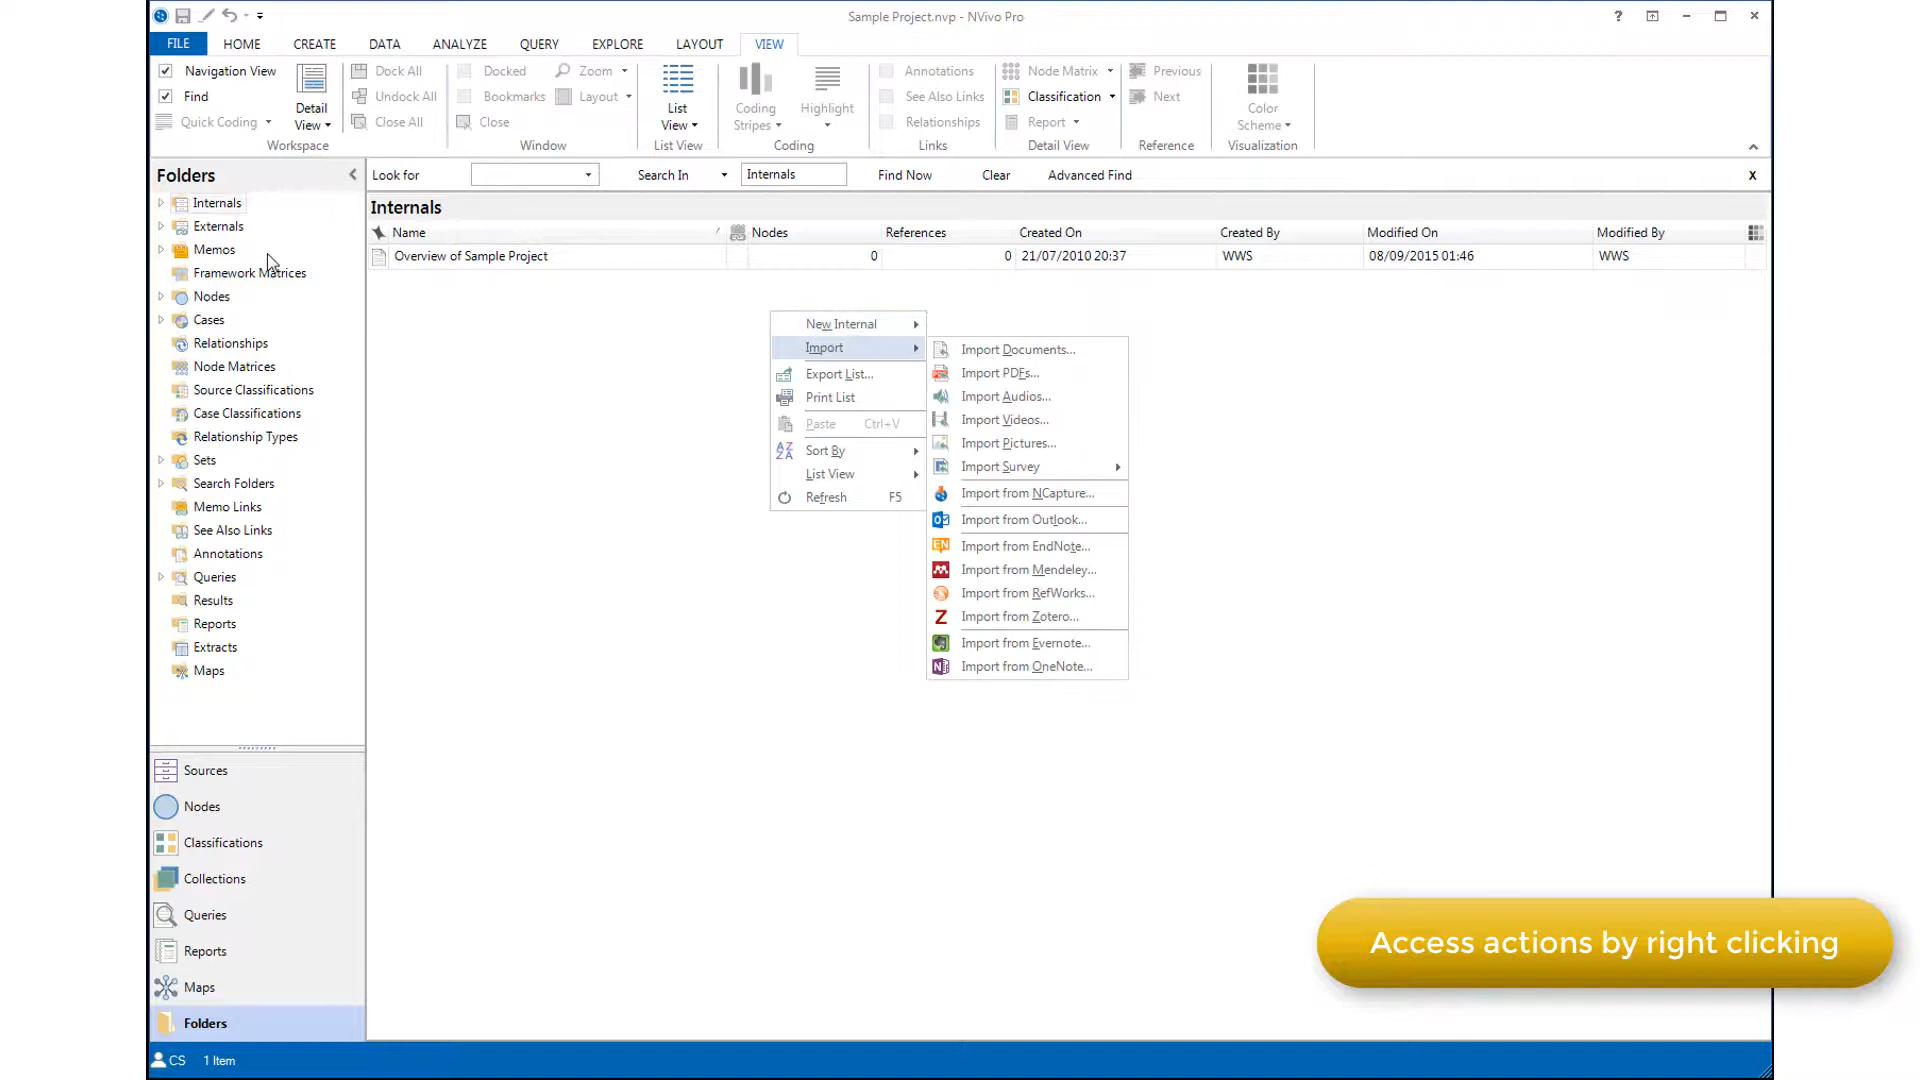 Sample Project.nvp - NVivo Pro
?
FILE HOME CREATE DATA ANALYZE QUERY EXPLORE LAYOUT VIEW
Navigation View
Find
Quick Coding
Detail View
Workspace
Dock All
Undock All
Close All
Docked
Bookmarks
Close
Zoom
Layout
Window
List View
List View
Coding Stripes
Highlight
Coding
Annotations
See Also Links
Relationships
Links
Node Matrix
Classification
Report
Detail View
Previous
Next
Reference
Color Scheme
Visualization
Folders
Look for Search In Internals Find Now Clear Advanced Find X
Internals
Externals
Memos
Framework Matrices
Nodes
Cases
Relationships
Node Matrices
Source Classifications
Case Classifications
Relationship Types
Sets
Search Folders
Memo Links
See Also Links
Annotations
Queries
Results
Reports
Extracts
Maps
Internals
Name Nodes References Created On Created By Modified On Modified By
Overview of Sample Project 0 0 21/07/2010 20:37 WWS 08/09/2015 01:46 WWS
New Internal
Import
Export List...
Print List
Paste Ctrl+V
Sort By
List View
Refresh F5
Import Documents...
Import PDFs...
Import Audios...
Import Videos...
Import Pictures...
Import Survey
Import from NCapture...
Import from Outlook...
Import from EndNote...
Import from Mendeley...
Import from RefWorks...
Import from Zotero...
Import from Evernote...
Import from OneNote...
Sources
Nodes
Classifications
Collections
Queries
Reports
Maps
Folders
Access actions by right clicking
CS 1 Item